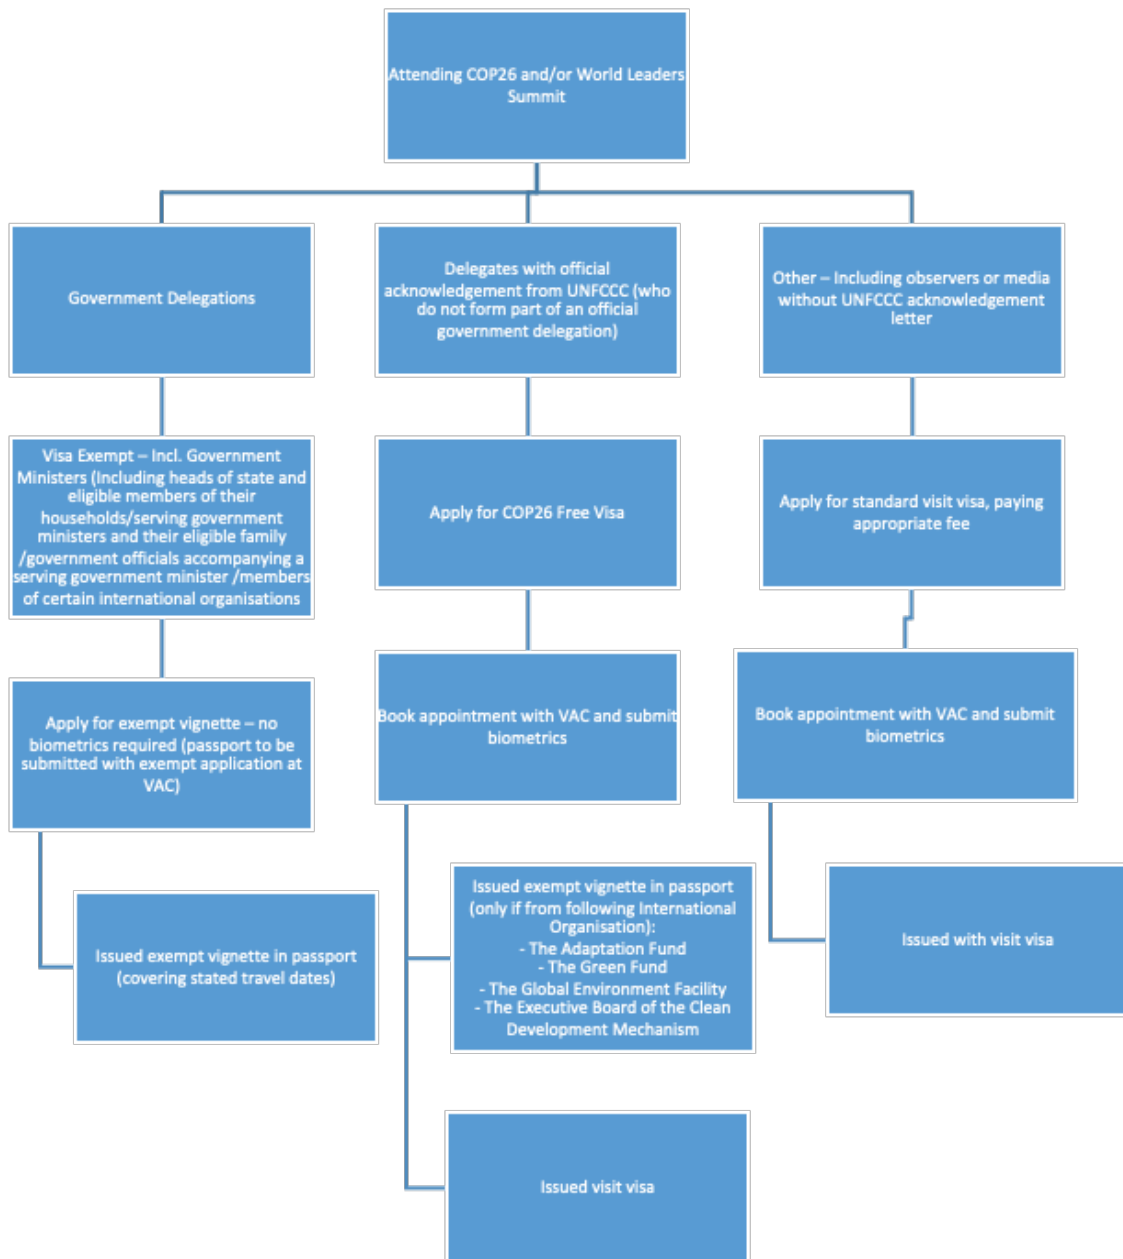 Attending COP26 and/or World Leaders
Summit
Government Delegations
Delegates with official
acknowledgement from UNFCCC (who
do not form part of an official
government delegation)
Other – Including observers or media
without UNFCCC acknowledgement
letter
Visa Exempt – Incl. Government
Ministers (Including heads of state and
eligible members of their
households/serving government
ministers and their eligible family
/government officials accompanying a
serving government minister /members
of certain international organisations
Apply for COP26 Free Visa
Apply for standard visit visa, paying
appropriate fee
Apply for exempt vignette – no
biometrics required (passport to be
submitted with exempt application at
VAC)
Book appointment with VAC and submit
biometrics
Book appointment with VAC and submit
biometrics
Issued exempt vignette in passport
(covering stated travel dates)
Issued exempt vignette in passport
(only if from following International
Organisation):
- The Adaptation Fund
- The Green Fund
- The Global Environment Facility
- The Executive Board of the Clean
Development Mechanism
Issued with visit visa
Issued visit visa